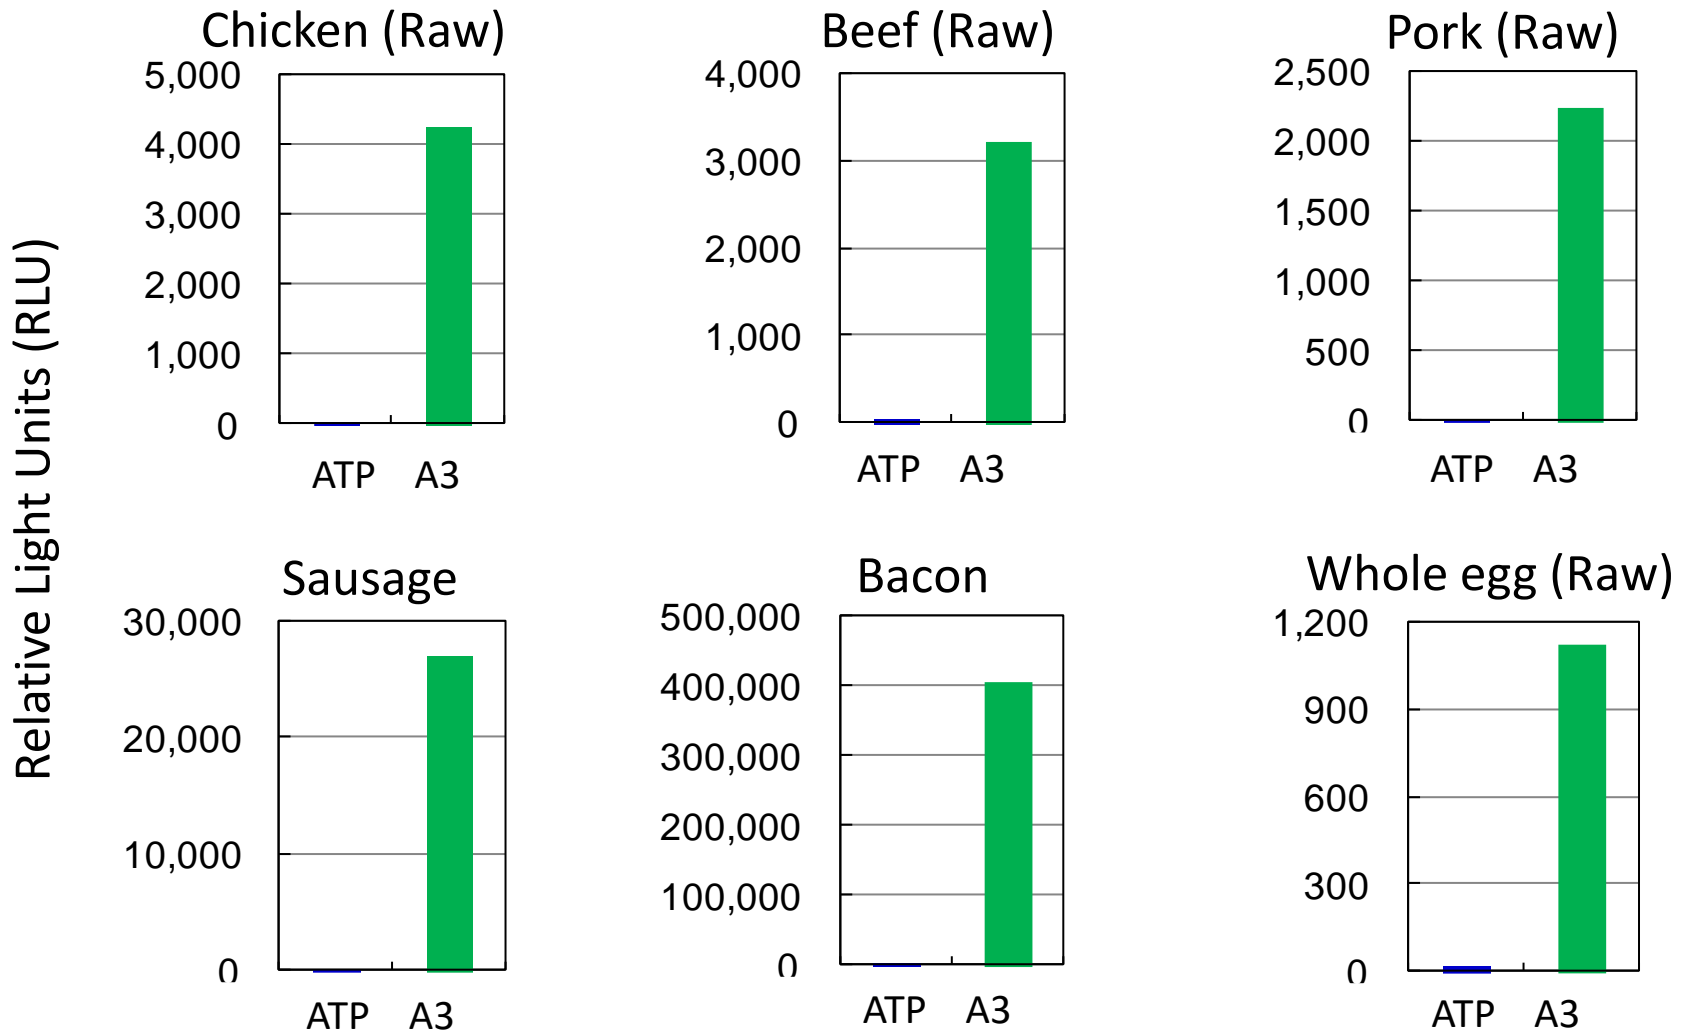 Relative Light Units (RLU)
Chicken (Raw)
5,000
4,000
3,000
2,000
1,000
0
ATP A3
Beef (Raw)
4,000
3,000
2,000
1,000
0
ATP A3
Pork (Raw)
2,500
2,000
1,500
1,000
500
0
ATP A3
Sausage
30,000
20,000
10,000
0
ATP A3
Bacon
500,000
400,000
300,000
200,000
100,000
0
ATP A3
Whole egg (Raw)
1,200
900
600
300
0
ATP A3